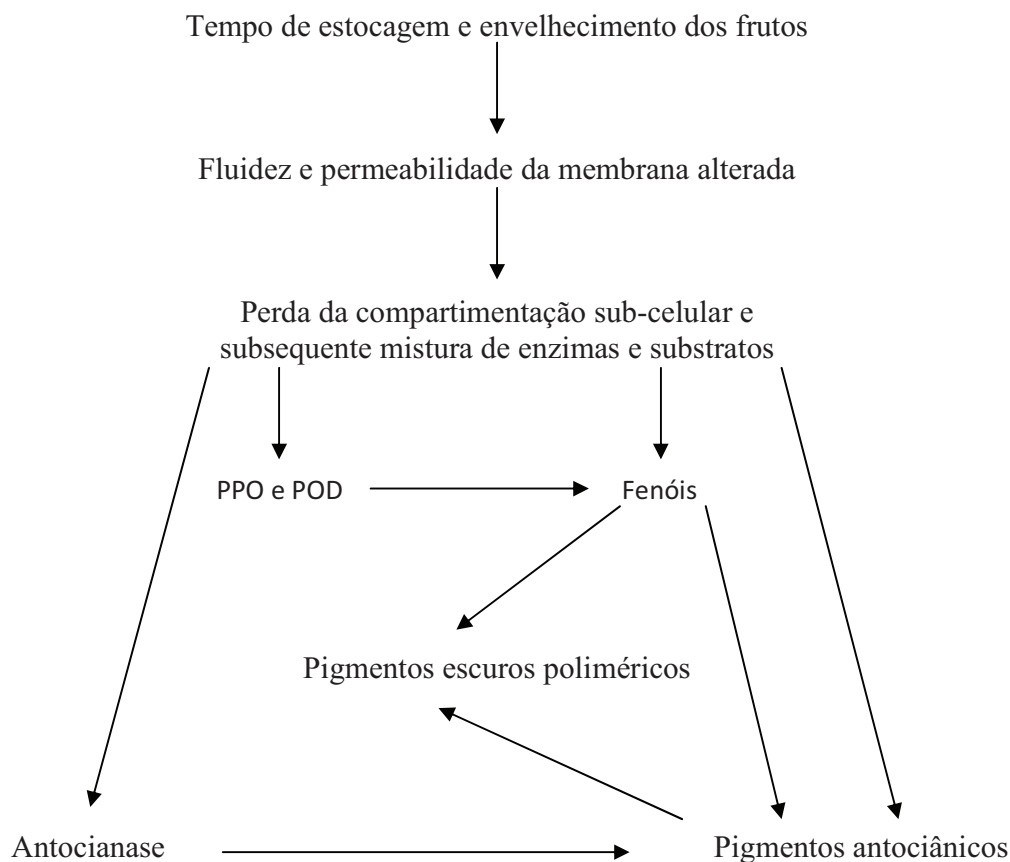 Tempo de estocagem e envelhecimento dos frutos
Fluidez e permeabilidade da membrana alterada
Perda da compartimentação sub-celular e
subsequente mistura de enzimas e substratos
PPO e POD
Fenóis
Pigmentos escuros poliméricos
Antocianase
Pigmentos antociânicos